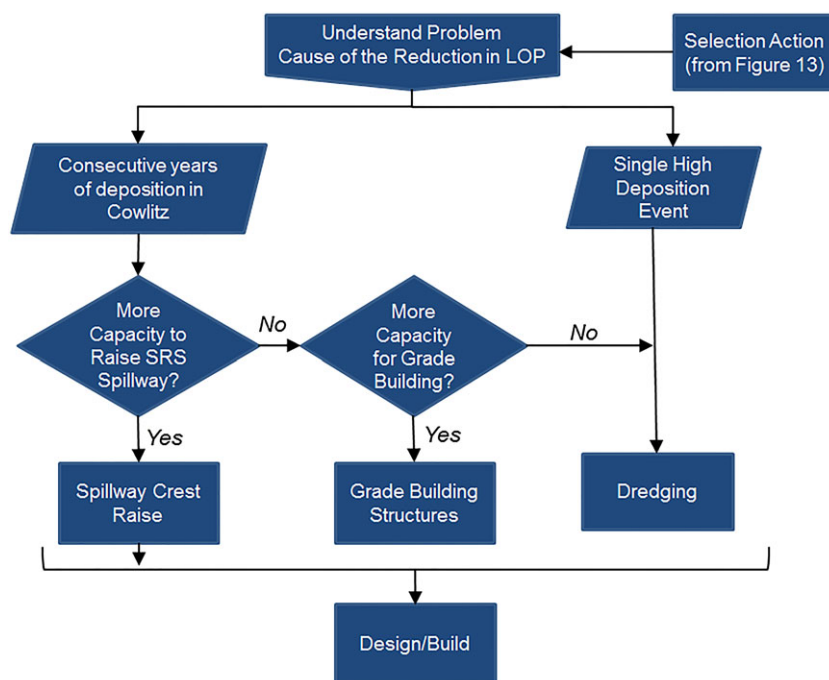 Understand Problem
Cause of the Reduction in LOP
Selection Action
(from Figure 13)
Consecutive years
of deposition in
Cowlitz
Single High
Deposition
Event
More
Capacity to
Raise SRS
Spillway?
No
More
Capacity
for Grade
Building?
No
Yes
Yes
Spillway Crest
Raise
Grade Building
Structures
Dredging
Design/Build